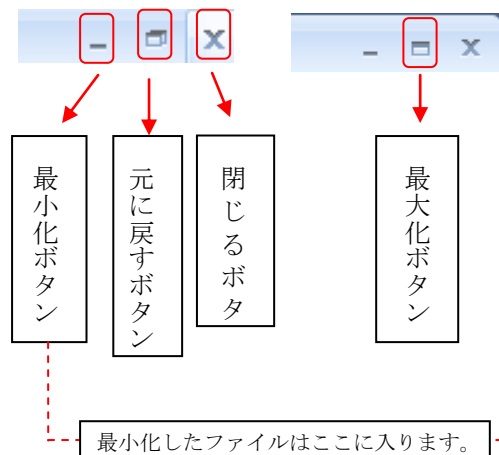 最小化ボタン
元に戻すボタン
閉じるボタ
最大化ボタン
最小化したファイルはここに入ります。